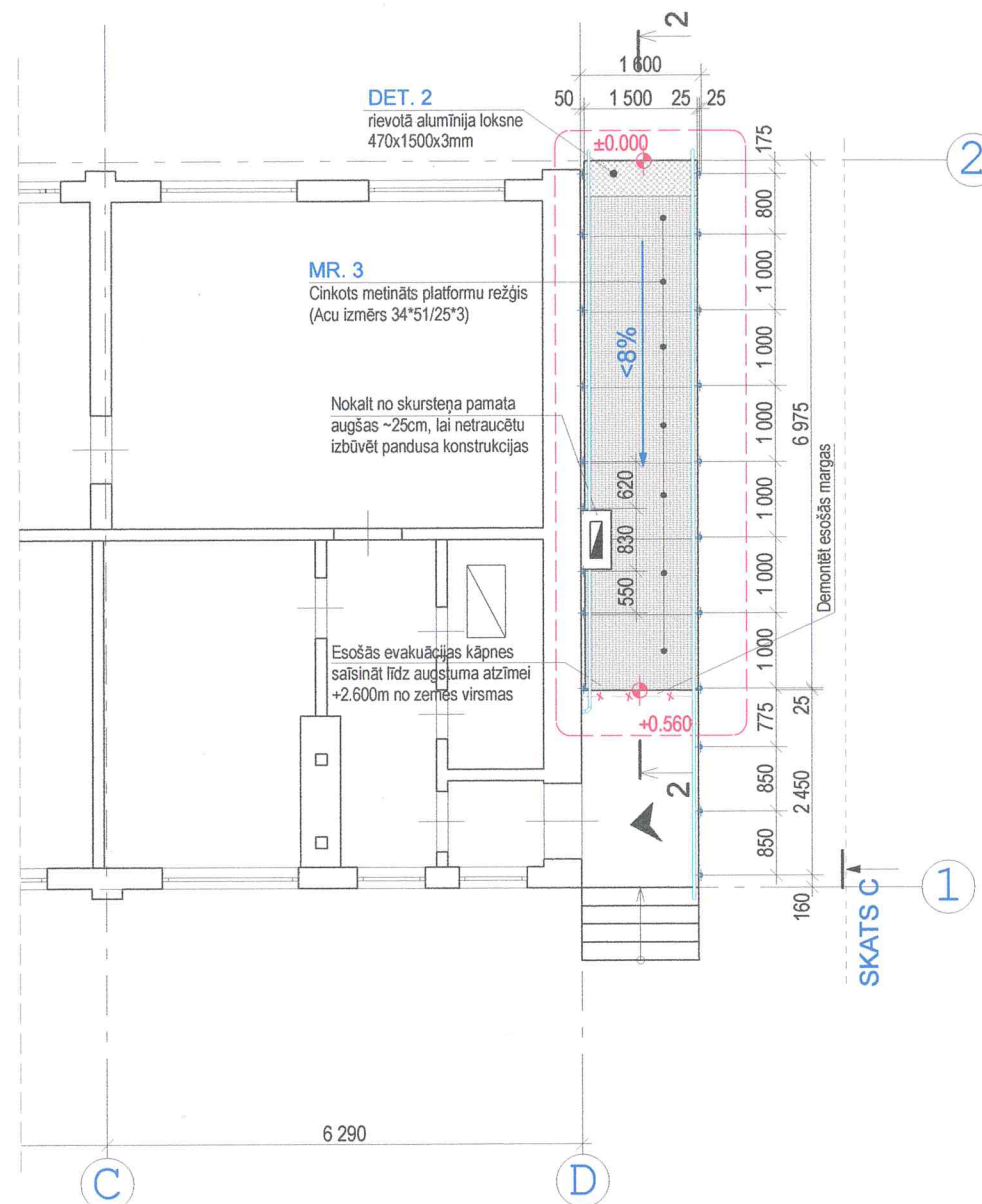 2
1 600
50
1 500
25
25
DET. 2
rievotā alumīnija loksne
470x1500x3mm
±0.000
175
2
800
1 000
MR. 3
Cinkots metināts platformu režģis
(Acu izmērs 34*51/25*3)
1 000
<8%
1 000
Nokalt no skursteņa pamata
augšas ~25cm, lai netraucētu
izbūvēt pandusa konstrukcijas
1 000
6 975
620
1 000
830
1 000
550
Demontēt esošās margas
1 000
Esošās evakuācijas kāpnes
saīsināt līdz augstuma atzīmei
+2.600m no zemes virsmas
+0.560
775
25
2
850
2 450
850
1
160
SKATS C
6 290
C
D